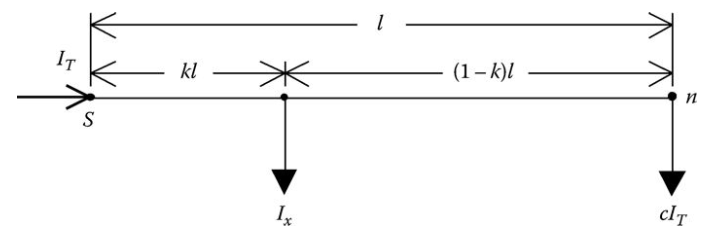 l
I_T
kl
(1 – k)l
S
n
I_x
cI_T